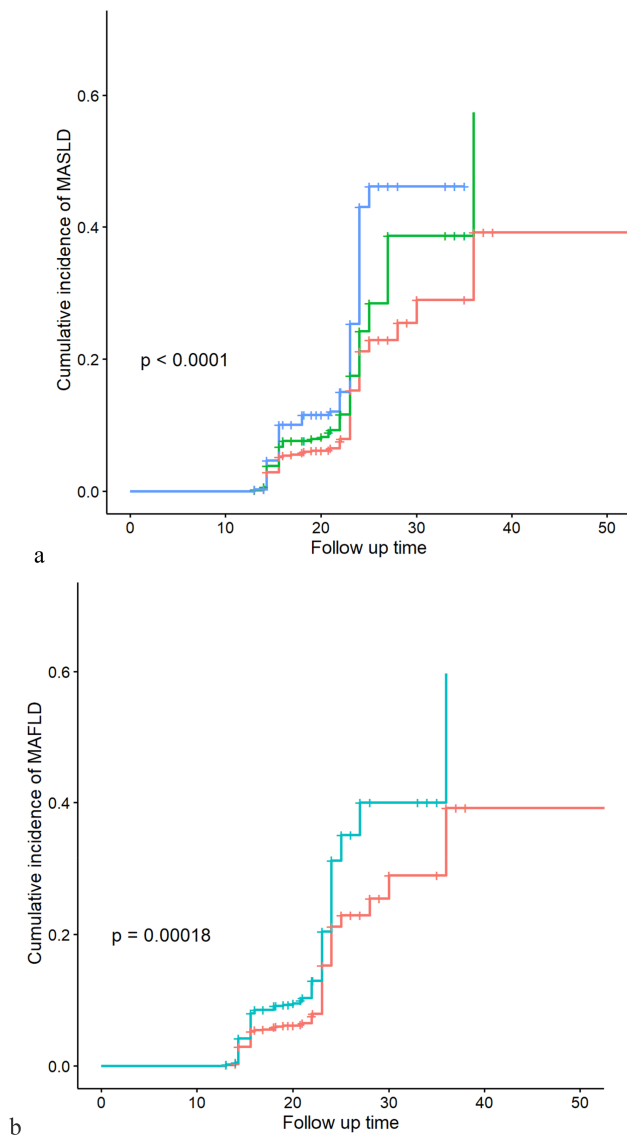 Cumulative incidence of MASLD
0.6
0.4
0.2
0.0
p < 0.0001
0 10 20 30 40 50
Follow up time
a
Cumulative incidence of MAFLD
0.6
0.4
0.2
0.0
p = 0.00018
0 10 20 30 40 50
Follow up time
b